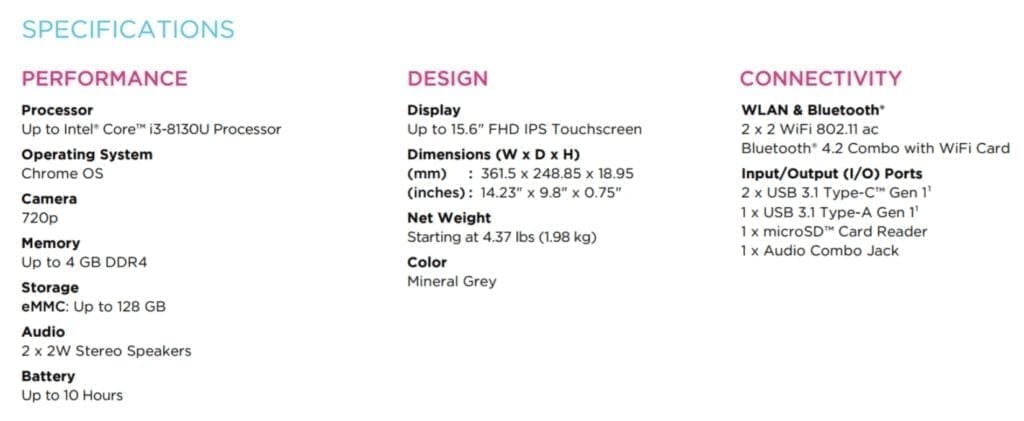 SPECIFICATIONS
PERFORMANCE
Processor
Up to Intel® Core™ i3-8130U Processor
Operating System
Chrome OS
Camera
720p
Memory
Up to 4 GB DDR4
Storage
eMMC: Up to 128 GB
Audio
2 x 2W Stereo Speakers
Battery
Up to 10 Hours
DESIGN
Display
Up to 15.6" FHD IPS Touchscreen
Dimensions (W x D x H)
(mm) : 361.5 x 248.85 x 18.95
(inches) : 14.23" x 9.8" x 0.75"
Net Weight
Starting at 4.37 lbs (1.98 kg)
Color
Mineral Grey
CONNECTIVITY
WLAN & Bluetooth®
2 x 2 WiFi 802.11 ac
Bluetooth® 4.2 Combo with WiFi Card
Input/Output (I/O) Ports
2 x USB 3.1 Type-C™ Gen 1¹
1 x USB 3.1 Type-A Gen 1¹
1 x microSD™ Card Reader
1 x Audio Combo Jack